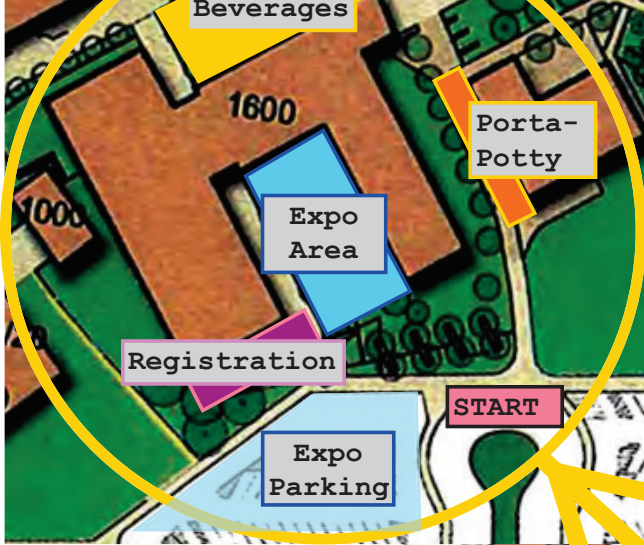 Beverages
1600
Porta-
Potty
1000
Expo
Area
Registration
START
Expo
Parking